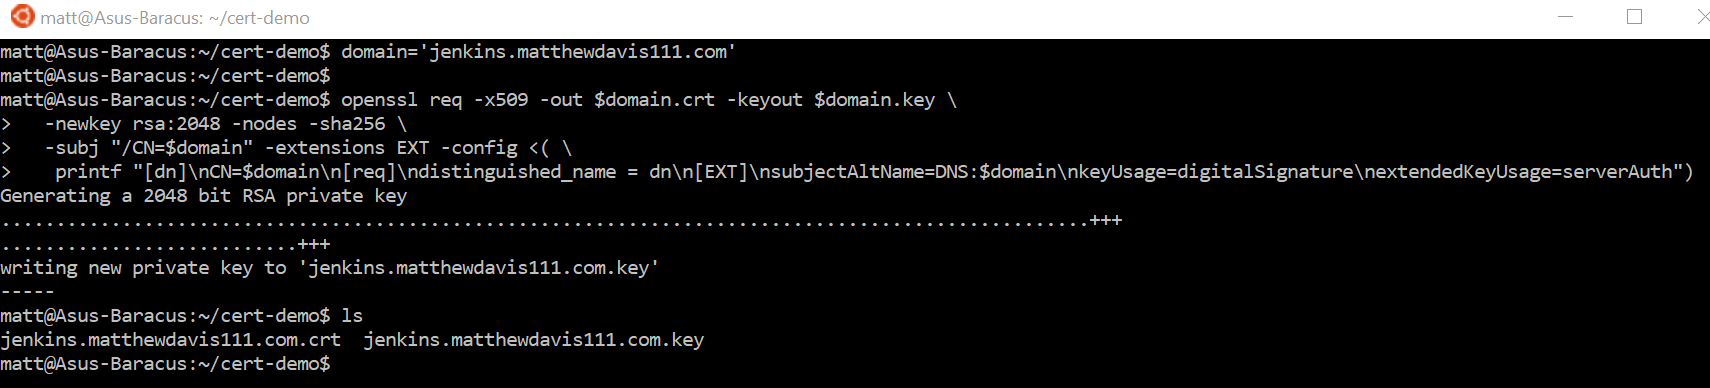 matt@Asus-Baracus: ~/cert-demo
matt@Asus-Baracus:~/cert-demo$ domain='jenkins.matthewdavis111.com'
matt@Asus-Baracus:~/cert-demo$
matt@Asus-Baracus:~/cert-demo$ openssl req -x509 -out $domain.crt -keyout $domain.key \
>   -newkey rsa:2048 -nodes -sha256 \
>   -subj "/CN=$domain" -extensions EXT -config <( \
>    printf "[dn]\nCN=$domain\n[req]\ndistinguished_name = dn\n[EXT]\nsubjectAltName=DNS:$domain\nkeyUsage=digitalSignature\nextendedKeyUsage=serverAuth")
Generating a 2048 bit RSA private key
...................................................................................................+++
...........................+++
writing new private key to 'jenkins.matthewdavis111.com.key'
-----
matt@Asus-Baracus:~/cert-demo$ ls
jenkins.matthewdavis111.com.crt  jenkins.matthewdavis111.com.key
matt@Asus-Baracus:~/cert-demo$